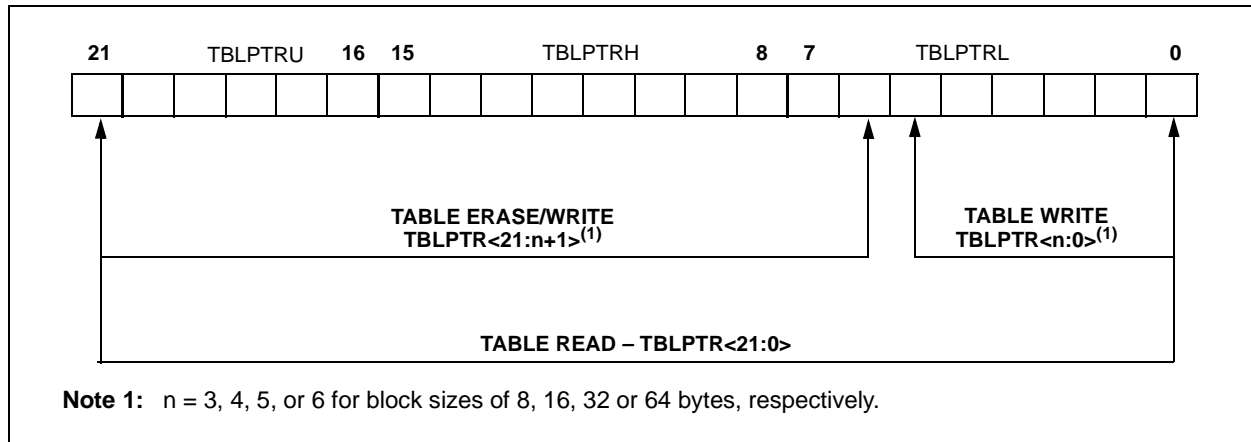 21 TBLPTRU 16 15 TBLPTRH 8 7 TBLPTRL 0
TABLE ERASE/WRITE
TBLPTR<21:n+1>(1)
TABLE WRITE
TBLPTR<n:0>(1)
TABLE READ – TBLPTR<21:0>
Note 1: n = 3, 4, 5, or 6 for block sizes of 8, 16, 32 or 64 bytes, respectively.